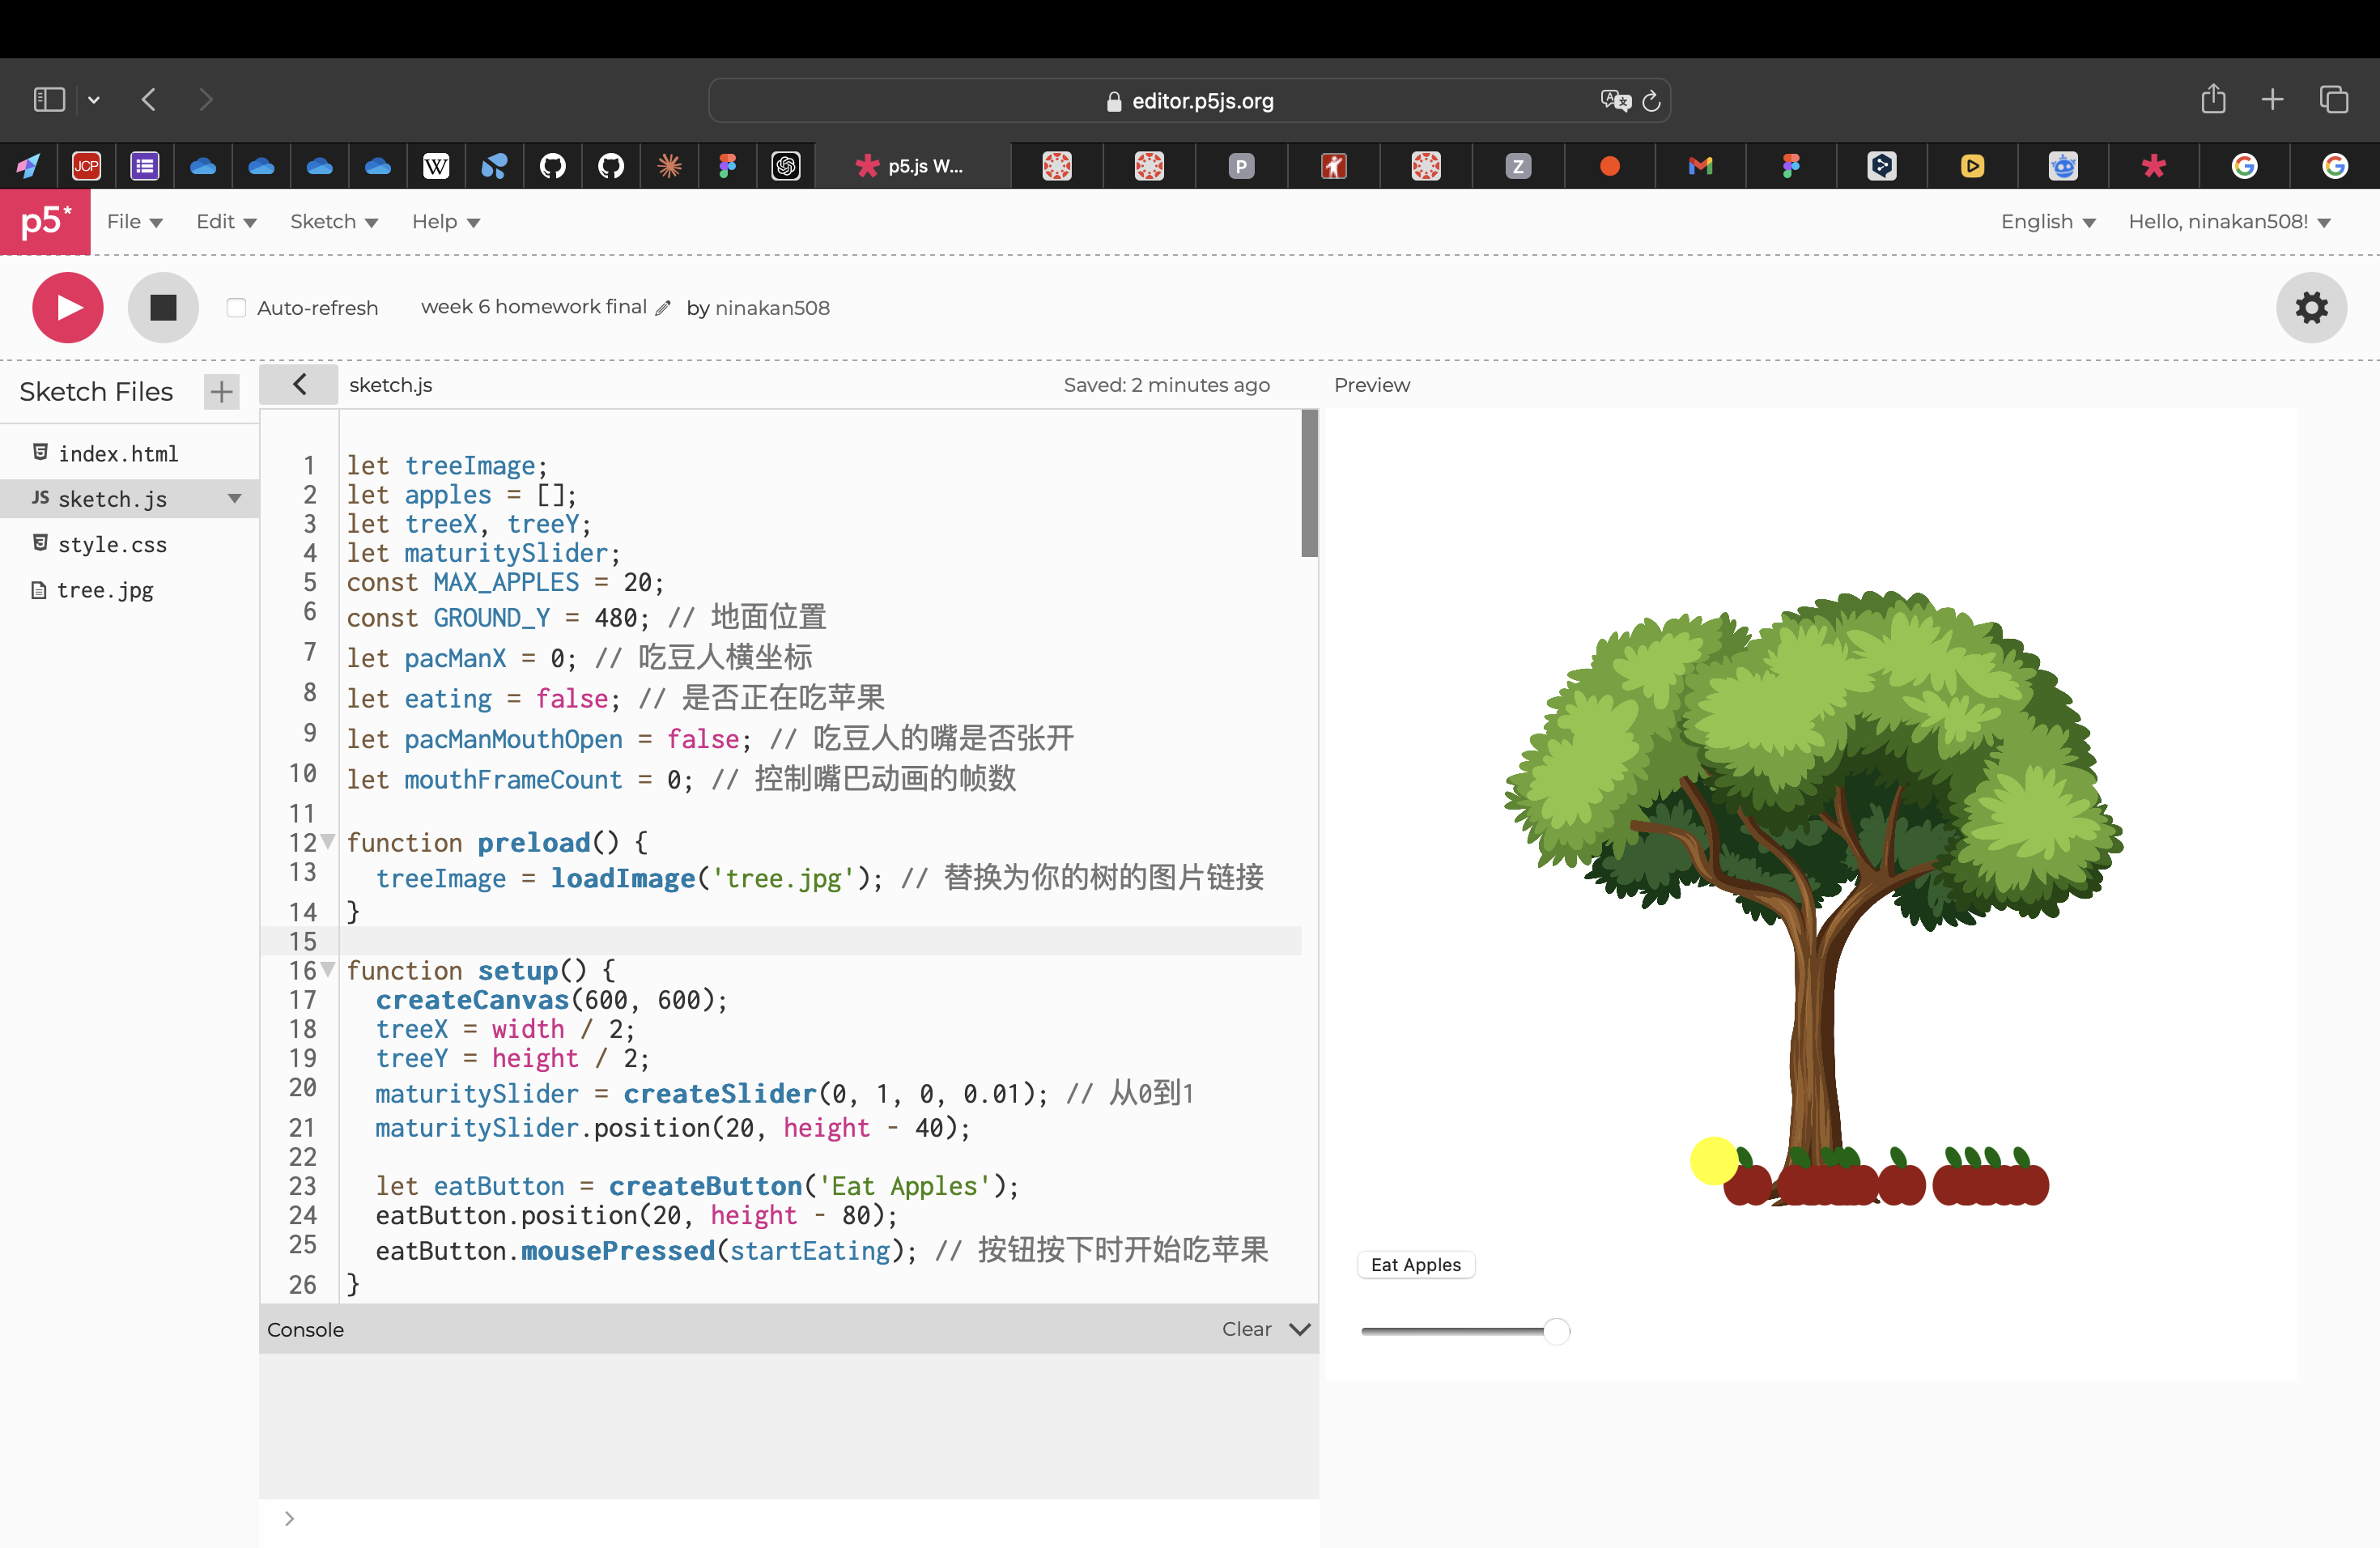 editor.p5js.org
JCP
W
p5.js W...
P
Z
G
G
p5*
File
Edit
Sketch
Help
English
Hello, ninakan508!
Auto-refresh
week 6 homework final
by ninakan508
Sketch Files
sketch.js
Saved: 2 minutes ago
Preview
index.html
JS sketch.js
style.css
tree.jpg
1 let treeImage;
2 let apples = [];
3 let treeX, treeY;
4 let maturitySlider;
5 const MAX_APPLES = 20;
6 const GROUND_Y = 480; // 地面位置
7 let pacManX = 0; // 吃豆人横坐标
8 let eating = false; // 是否正在吃苹果
9 let pacManMouthOpen = false; // 吃豆人的嘴是否张开
10 let mouthFrameCount = 0; // 控制嘴巴动画的帧数
11
12 function preload() {
13 treeImage = loadImage('tree.jpg'); // 替换为你的树的图片链接
14 }
15
16 function setup() {
17 createCanvas(600, 600);
18 treeX = width / 2;
19 treeY = height / 2;
20 maturitySlider = createSlider(0, 1, 0, 0.01); // 从0到1
21 maturitySlider.position(20, height - 40);
22
23 let eatButton = createButton('Eat Apples');
24 eatButton.position(20, height - 80);
25 eatButton.mousePressed(startEating); // 按钮按下时开始吃苹果
26 }
Eat Apples
Console
Clear